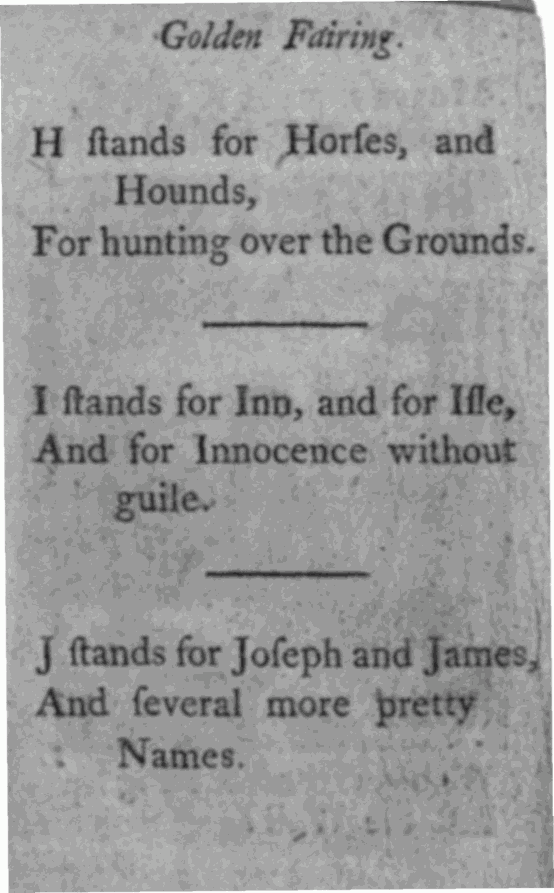 Golden Fairing.
H ſtands for Horſes, and
Hounds,
For hunting over the Grounds.
I ſtands for Inn, and for Iſle,
And for Innocence without
guile.
J ſtands for Joſeph and James,
And ſeveral more pretty
Names.